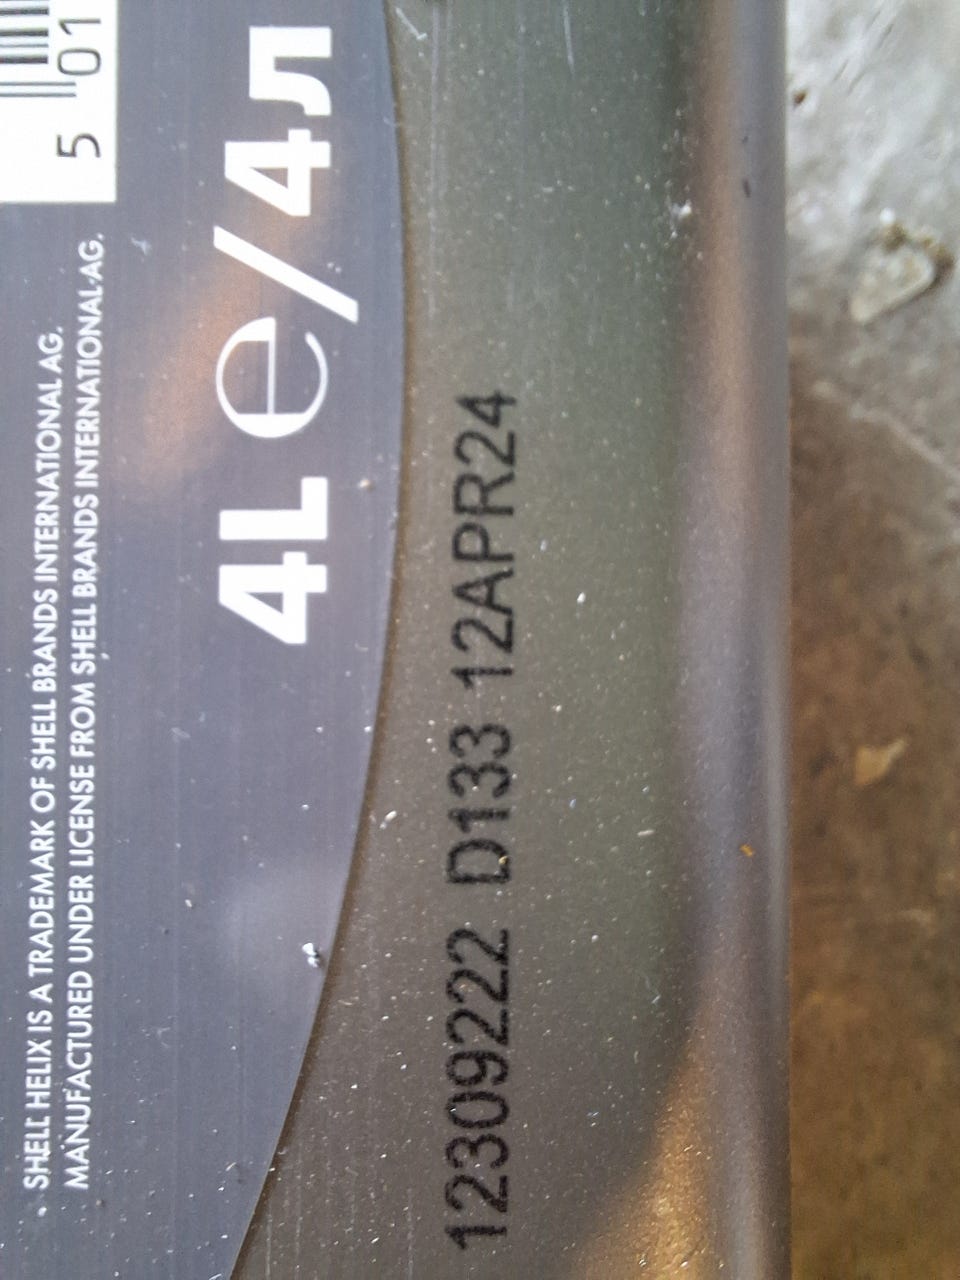 5 01
SHELL HELIX IS A TRADEMARK OF SHELL BRANDS INTERNATIONAL AG.
MANUFACTURED UNDER LICENSE FROM SHELL BRANDS INTERNATIONAL AG.
4L e/4л
12309222 D133 12APR24